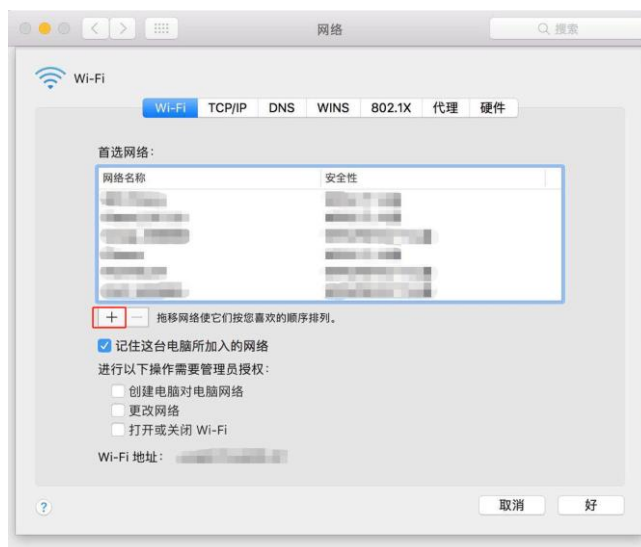 网络
搜索
Wi-Fi
Wi-Fi TCP/IP DNS WINS 802.1X 代理 硬件
首选网络：
网络名称 安全性
+ − 拖移网络使它们按您喜欢的顺序排列。
记住这台电脑所加入的网络
进行以下操作需要管理员授权：
创建电脑对电脑网络
更改网络
打开或关闭 Wi-Fi
Wi-Fi 地址：
? 取消 好